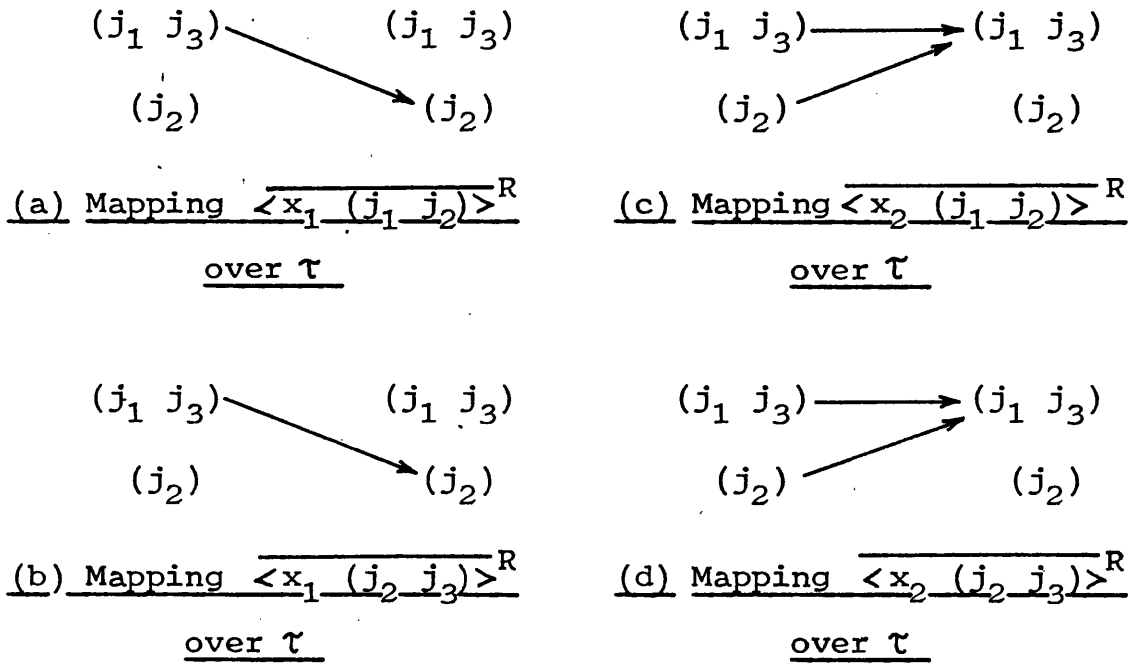 (j₁ j₃) (j₁ j₃)
(j₂) (j₂)
(a) Mapping <x₁ (j₁ j₂)>ᴿ
over τ
(j₁ j₃) (j₁ j₃)
(j₂) (j₂)
(c) Mapping <x₂ (j₁ j₂)>ᴿ
over τ
(j₁ j₃) (j₁ j₃)
(j₂) (j₂)
(b) Mapping <x₁ (j₂ j₃)>ᴿ
over τ
(j₁ j₃) (j₁ j₃)
(j₂) (j₂)
(d) Mapping <x₂ (j₂ j₃)>ᴿ
over τ